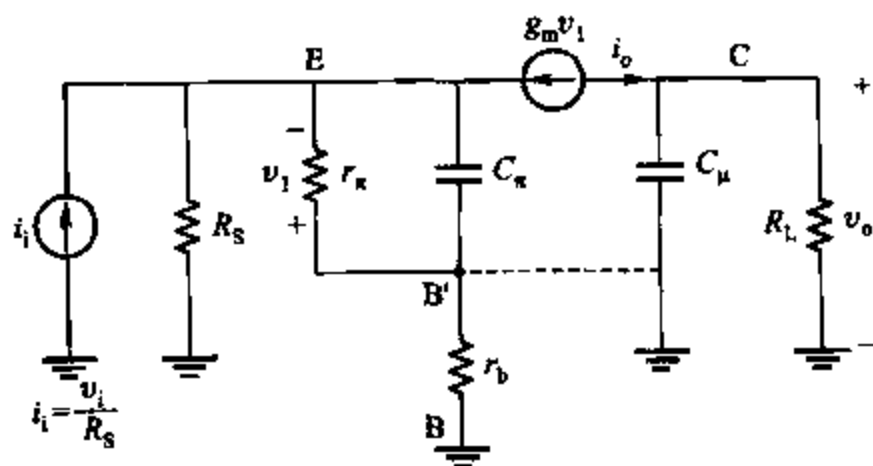 g_m v_1
E
i_o
C
+
−
v_1
r_π
C_π
C_μ
i_i
R_S
+
R_L
v_o
B'
−
r_b
i_i = v_i / R_S
B